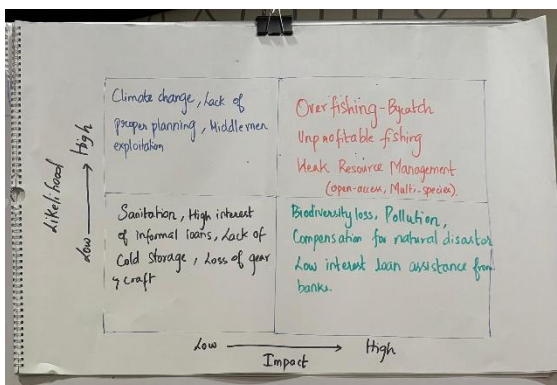 Climate change, Lack of
proper planning, Middlemen
exploitation
Overfishing-Bycatch
Unprofitable fishing
Weak Resource Management
(open-access, Multi-species)
Sanitation, High interest
of informal loans, Lack of
Cold Storage, Loss of gear
& craft
Biodiversity loss, Pollution,
Compensation for natural disaster
Low interest loan assistance from
banks.
Likelihood
Low High
Low High
Impact